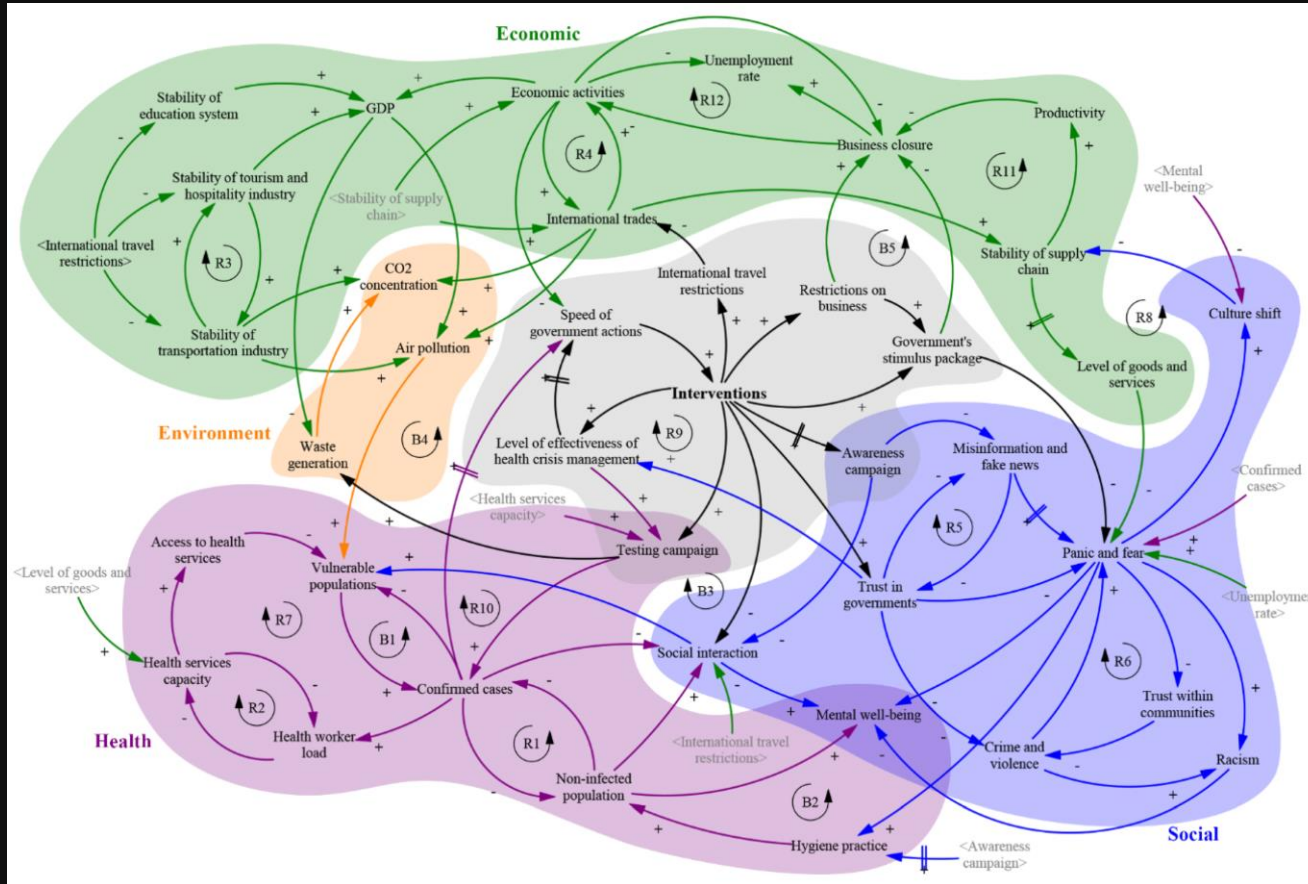 Economic
Unemployment
rate
Stability of
education system
GDP
Economic activities
R12
Productivity
Business closure
R4
R11
<Mental
well-being>
Stability of tourism and
hospitality industry
<Stability of supply
chain>
International trades
<International travel
restrictions>
R3
B5
Stability of supply
chain
CO2
concentration
International travel
restrictions
Restrictions on
business
R8
Culture shift
Speed of
government actions
Stability of
transportation industry
Air pollution
Government's
stimulus package
Level of goods and
services
Interventions
Environment
B4
R9
Waste
generation
Level of effectiveness of
health crisis management
Awareness
campaign
Misinformation and
fake news
<Confirmed
cases>
<Health services
capacity>
R5
Access to health
services
Testing campaign
Panic and fear
<Level of goods and
services>
Vulnerable
populations
B3
Trust in
governments
<Unemployme
rate>
R7
B1
R10
Social interaction
R6
Health services
capacity
Confirmed cases
Trust within
communities
R2
Mental well-being
Health
Health worker
load
R1
<International travel
restrictions>
Crime and
violence
Racism
Non-infected
population
B2
Social
Hygiene practice
<Awareness
campaign>